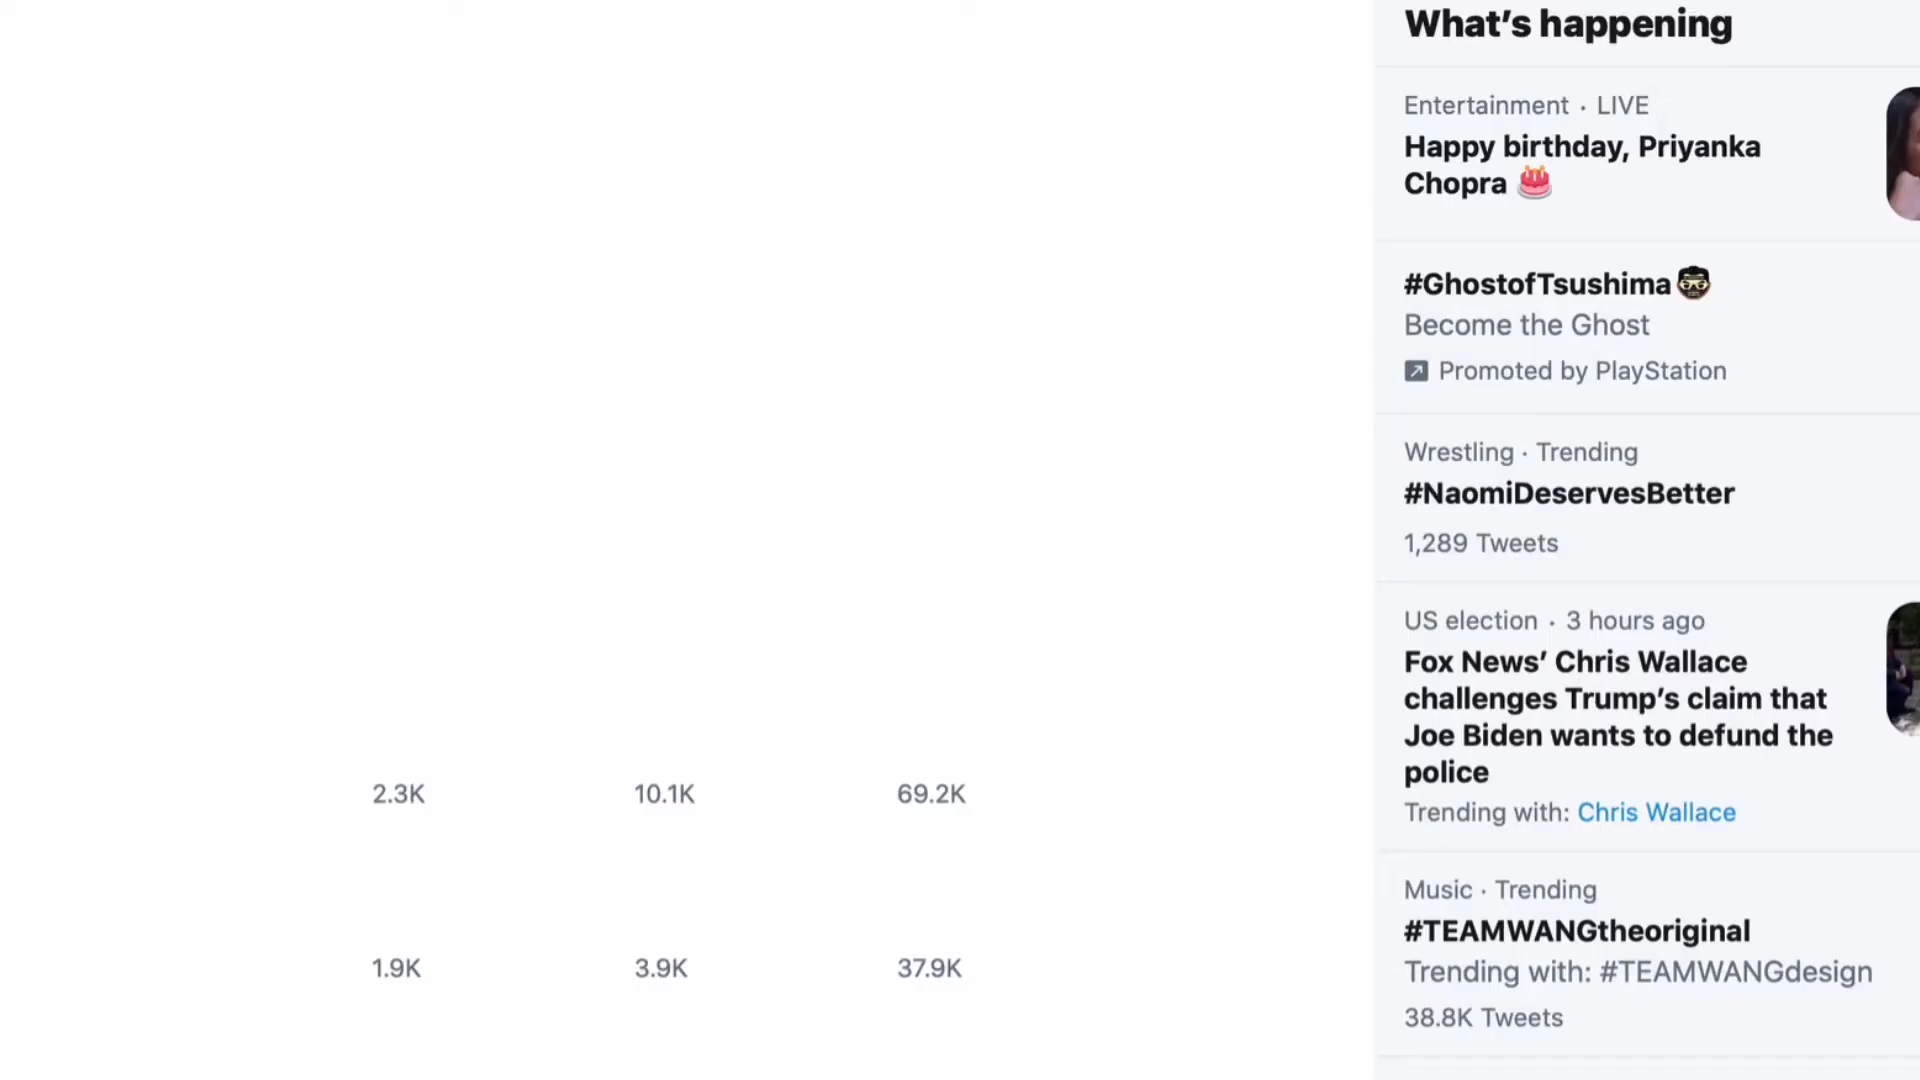 What’s happening
Entertainment · LIVE
Happy birthday, Priyanka
Chopra 🎂
#GhostofTsushima
Become the Ghost
Promoted by PlayStation
Wrestling · Trending
#NaomiDeservesBetter
1,289 Tweets
US election · 3 hours ago
Fox News’ Chris Wallace
challenges Trump’s claim that
Joe Biden wants to defund the
police
Trending with: Chris Wallace
Music · Trending
#TEAMWANGtheoriginal
Trending with: #TEAMWANGdesign
38.8K Tweets
2.3K 10.1K 69.2K
1.9K 3.9K 37.9K